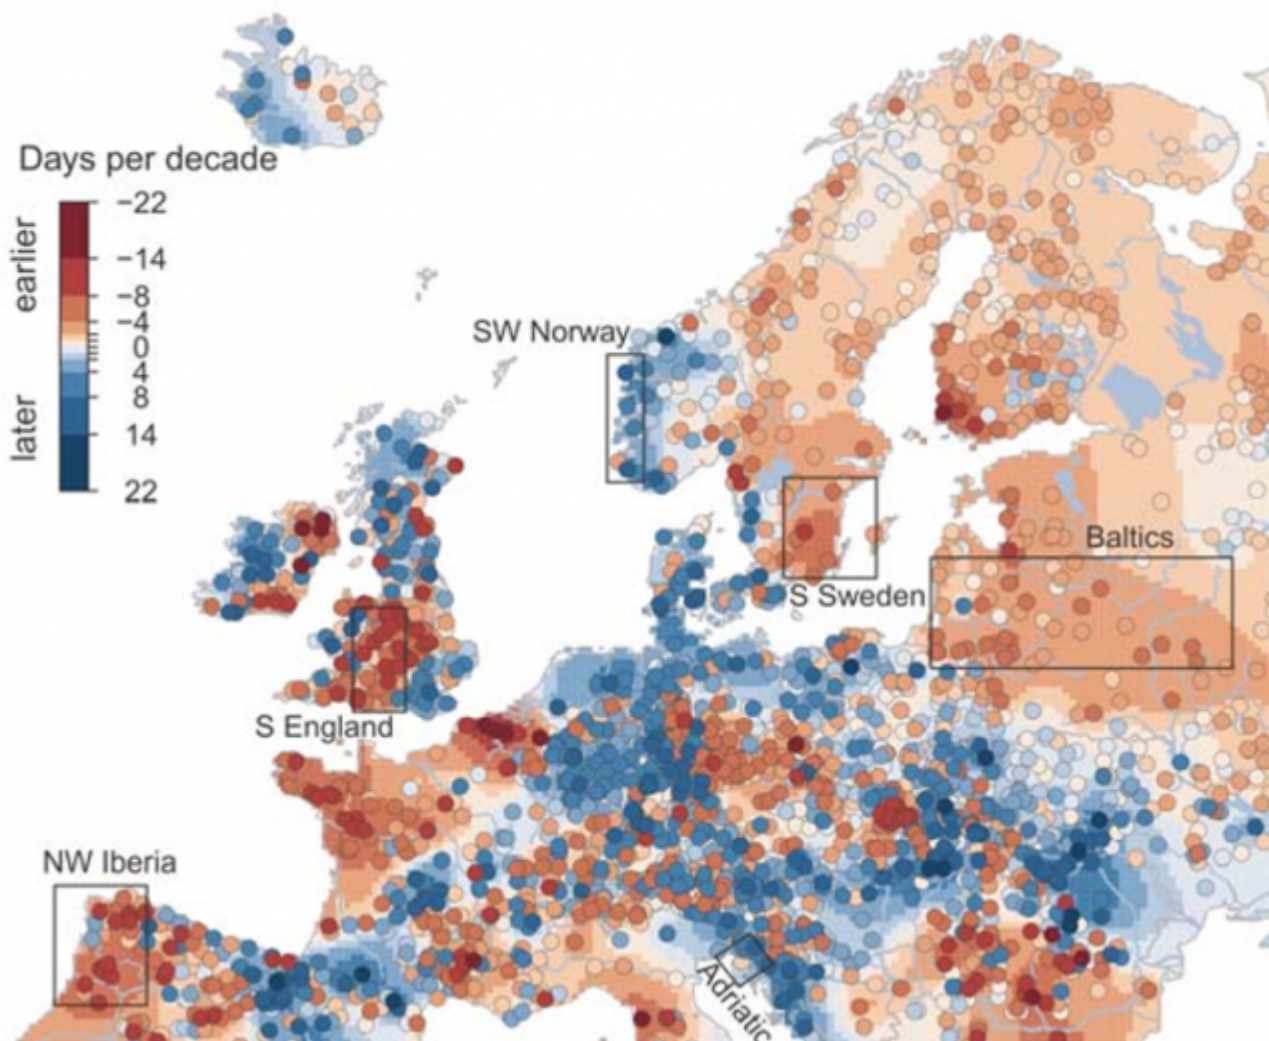 Days per decade
earlier
later
−22
−14
−8
−4
0
4
8
14
22
SW Norway
Baltics
S Sweden
S England
NW Iberia
Adriatic